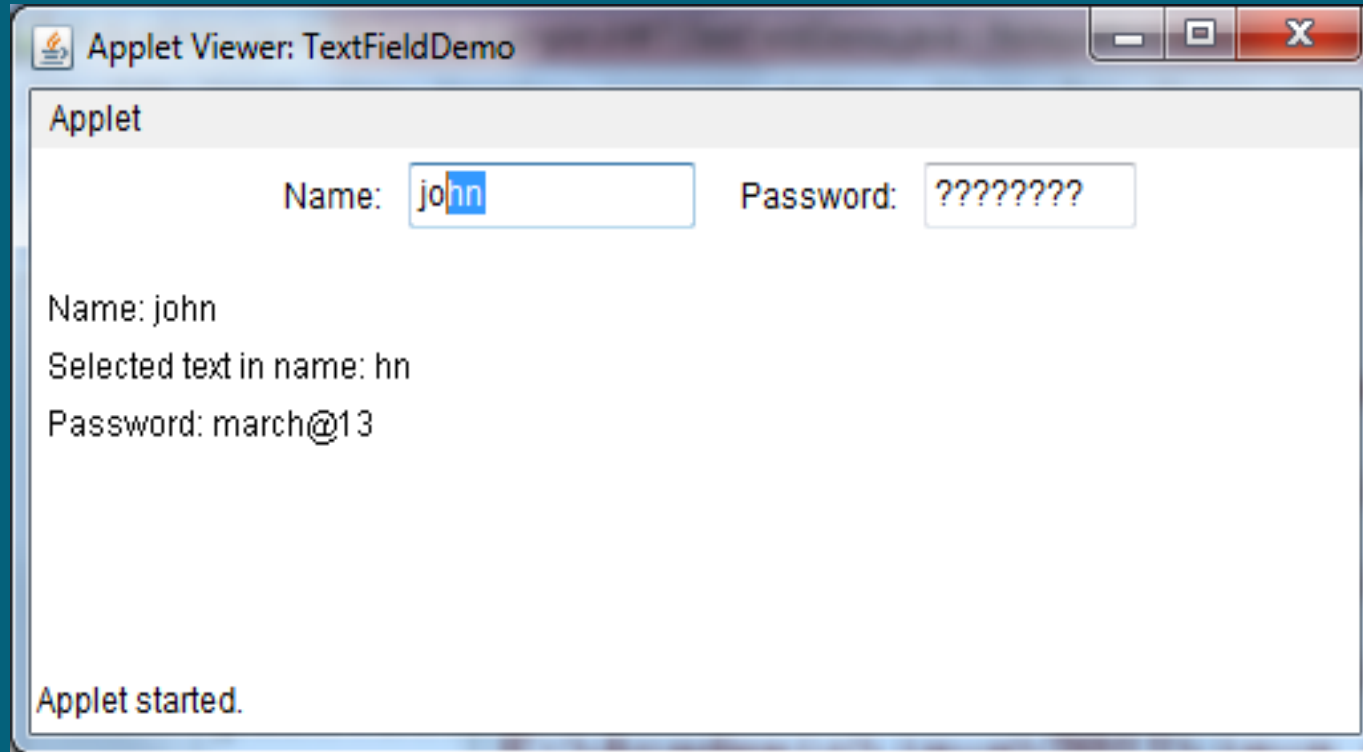 Applet Viewer: TextFieldDemo
Applet
Name: john Password: ????????
Name: john
Selected text in name: hn
Password: march@13
Applet started.